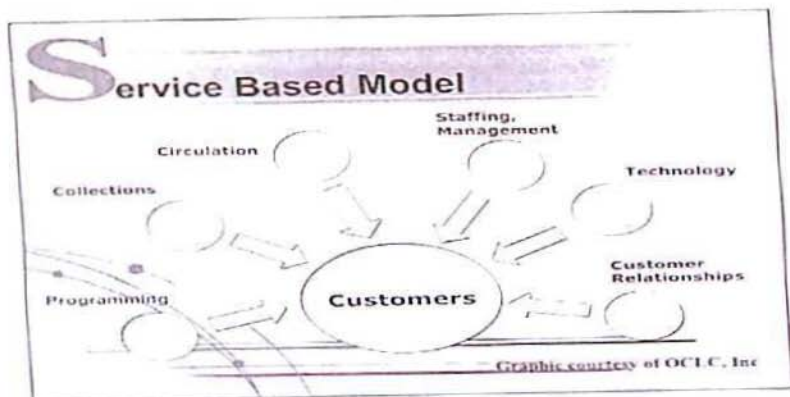 Service Based Model
Staffing,
Management
Circulation
Technology
Collections
Customer
Relationships
Programming
Customers
Graphic courtesy of OCLC, Inc